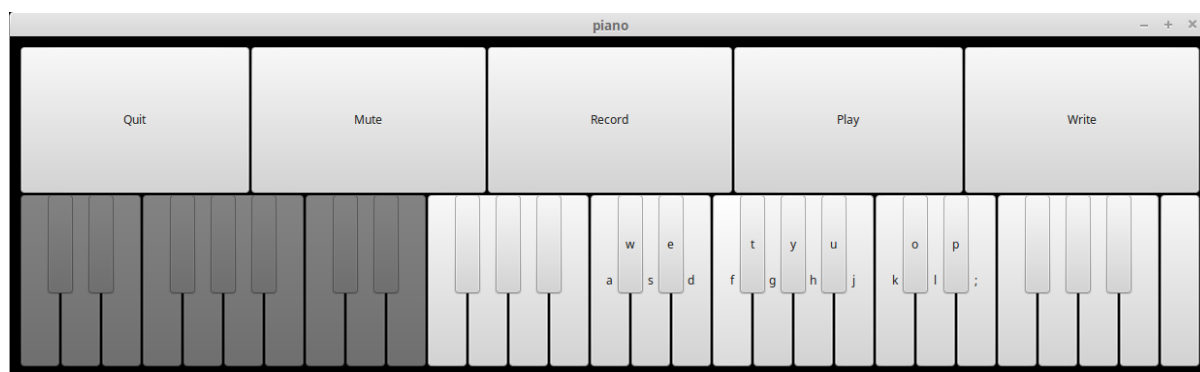 piano
Quit Mute Record Play Write
w e t y u o p
a s d f g h j k l ;